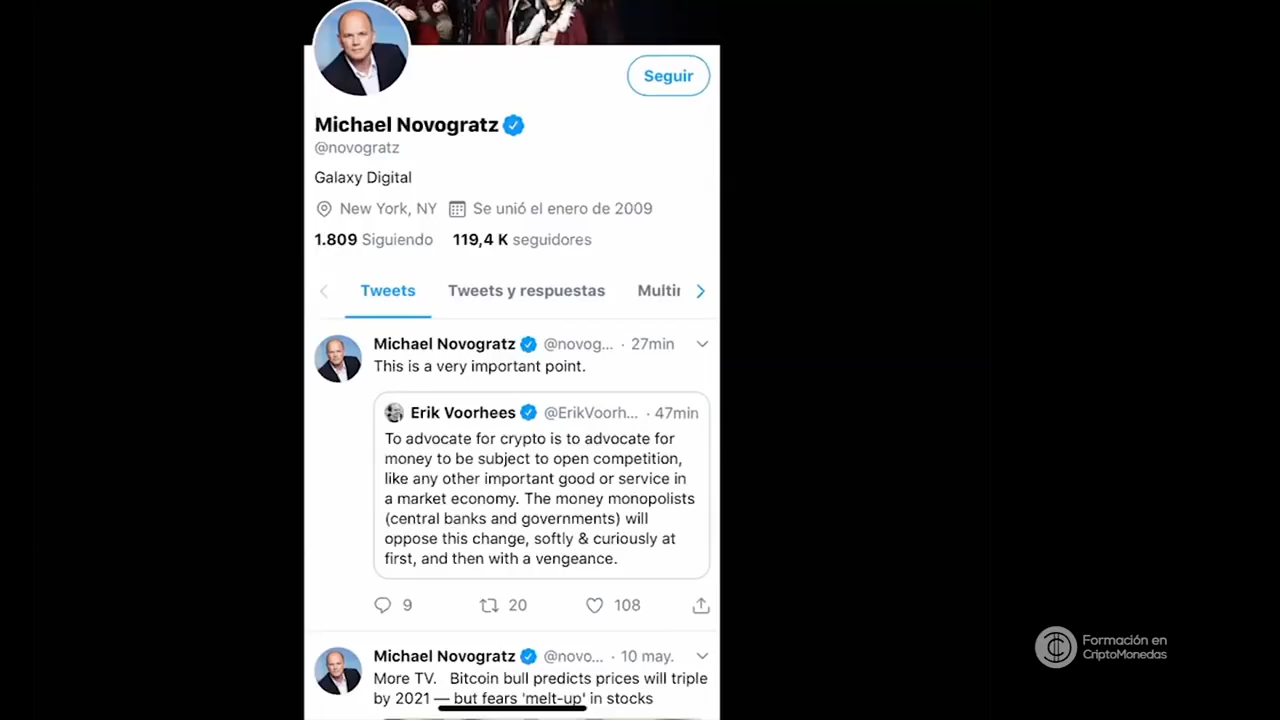 Seguir
Michael Novogratz
@novogratz
Galaxy Digital
New York, NY Se unió el enero de 2009
1.809 Siguiendo 119,4 K seguidores
Tweets Tweets y respuestas Multir
Michael Novogratz @novog... · 27min
This is a very important point.
Erik Voorhees @ErikVoorh... · 47min
To advocate for crypto is to advocate for
money to be subject to open competition,
like any other important good or service in
a market economy. The money monopolists
(central banks and governments) will
oppose this change, softly & curiously at
first, and then with a vengeance.
9 20 108
Michael Novogratz @novo... · 10 may.
More TV. Bitcoin bull predicts prices will triple
by 2021 — but fears 'melt-up' in stocks
Formación en
CriptoMonedas